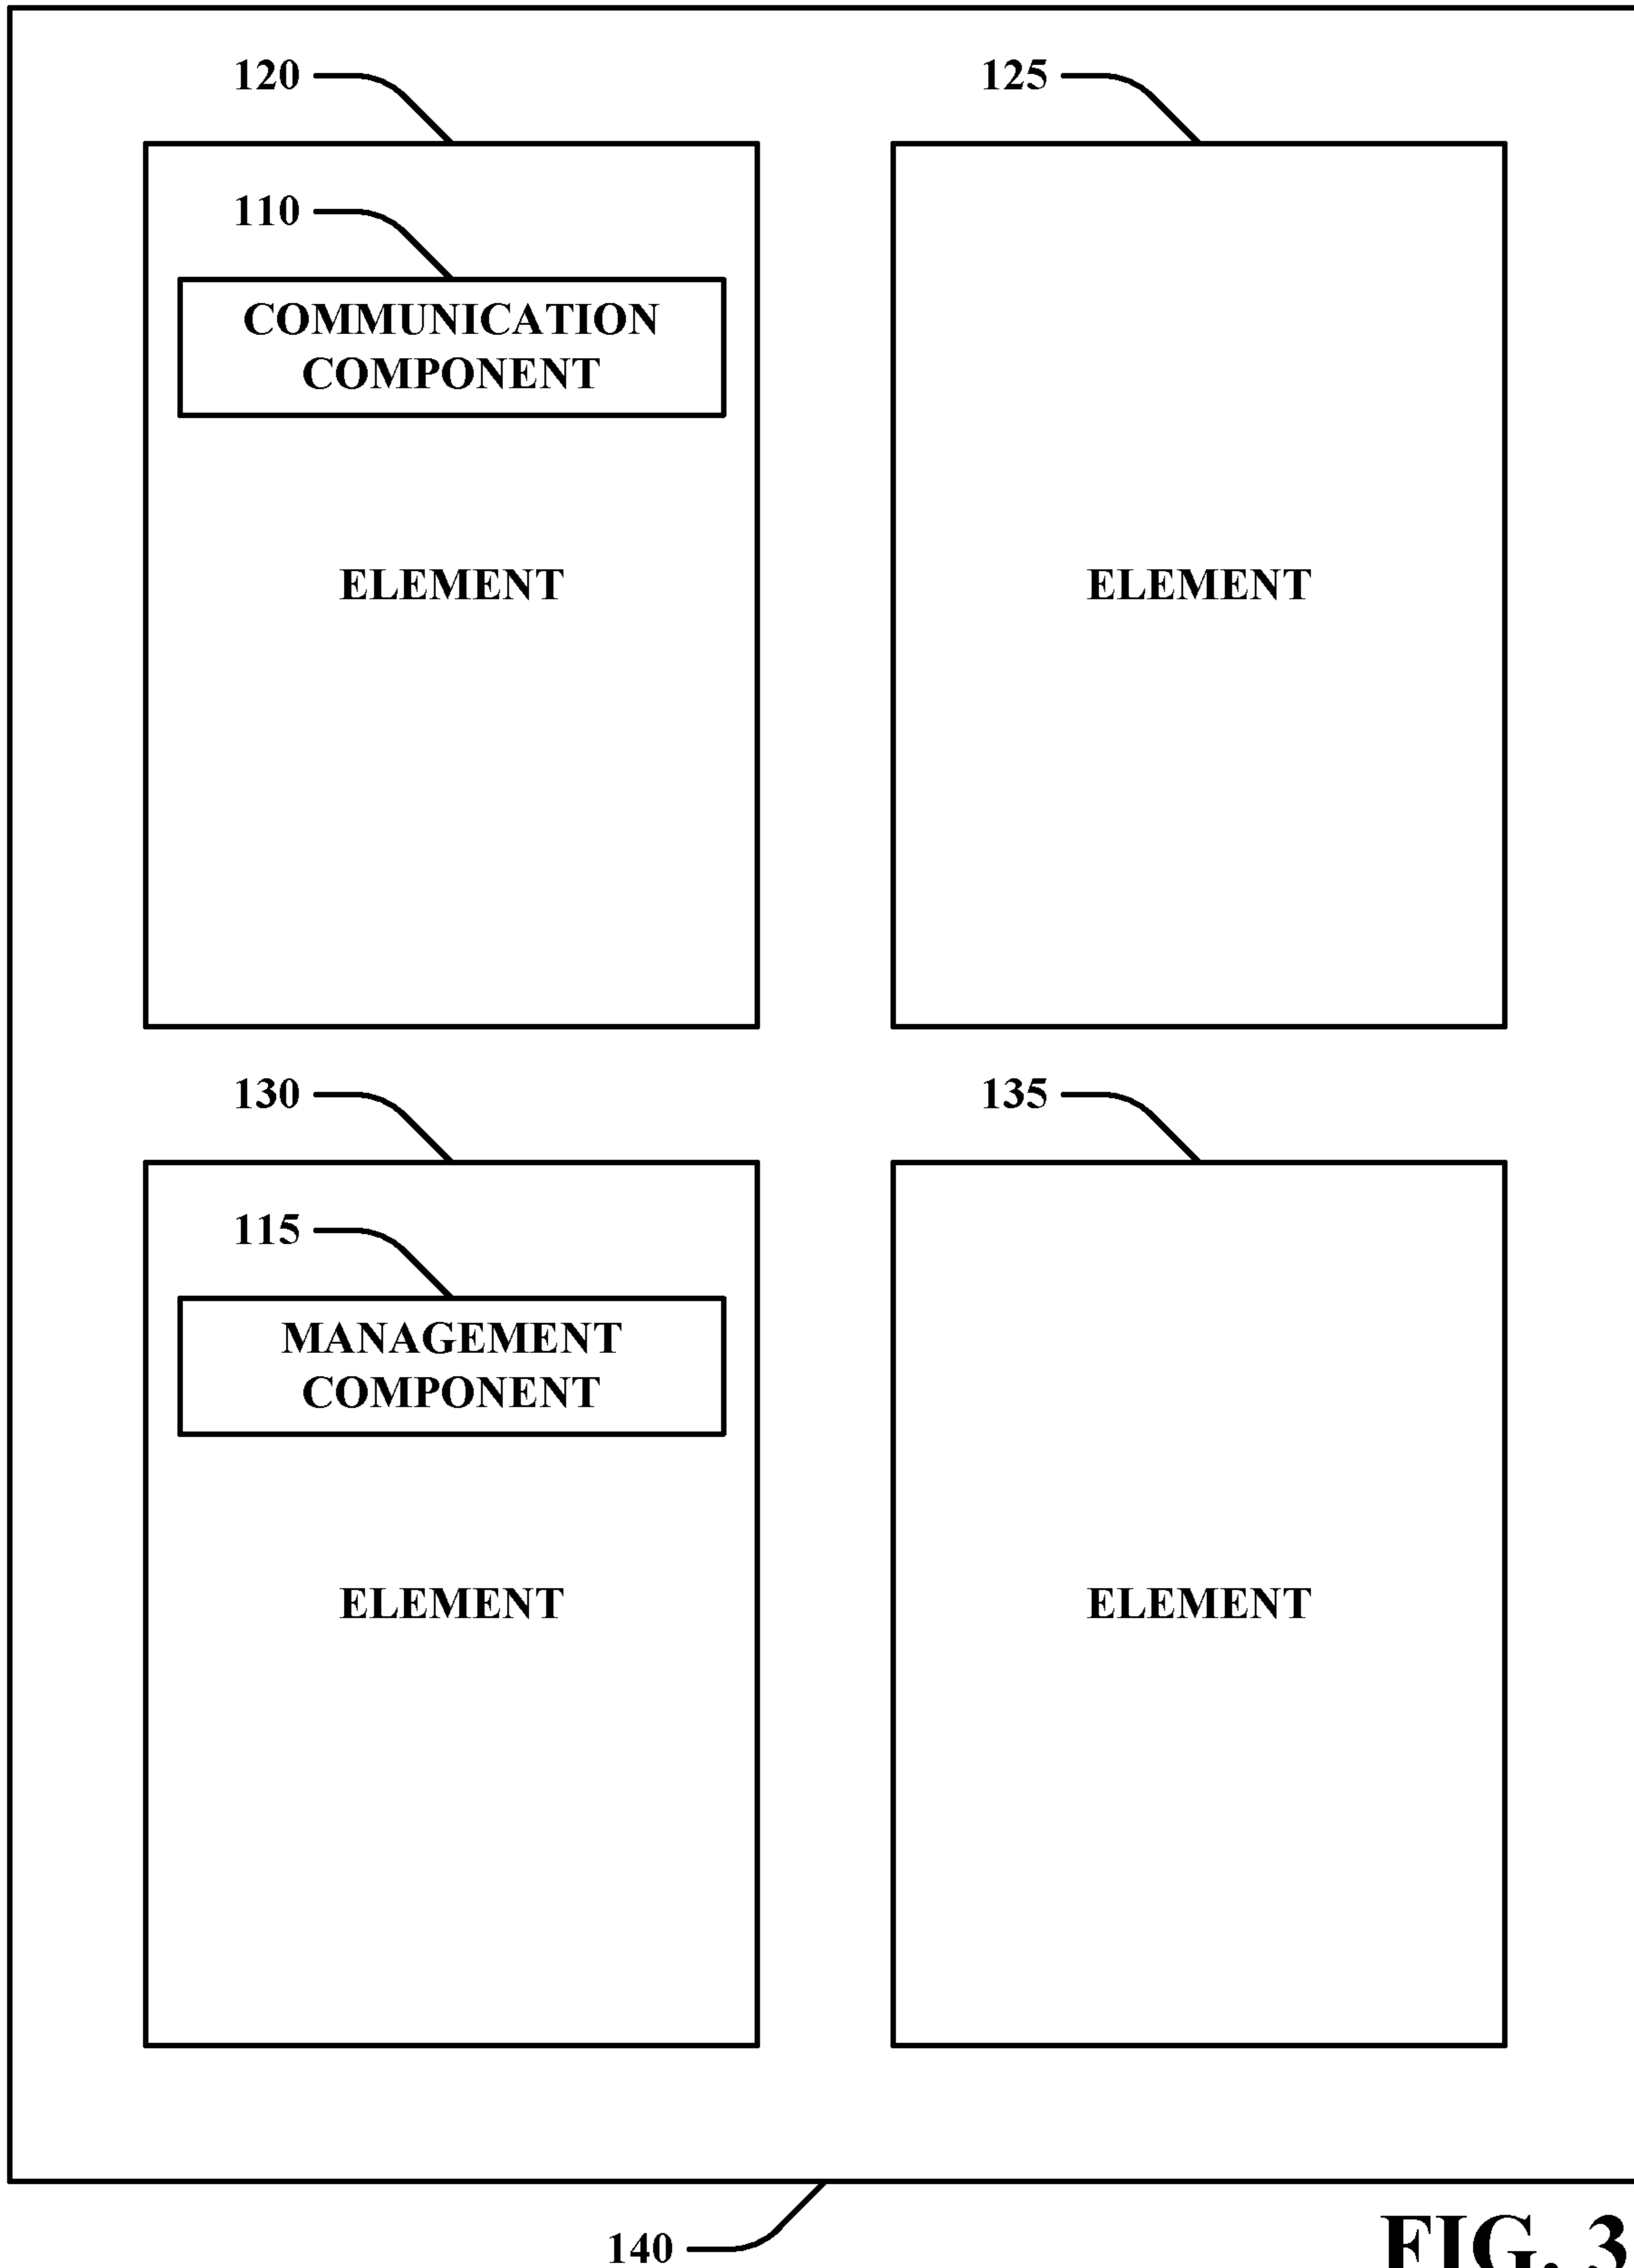 120
125
110
COMMUNICATION
COMPONENT
ELEMENT
ELEMENT
130
135
115
MANAGEMENT
COMPONENT
ELEMENT
ELEMENT
140
FIG. 3